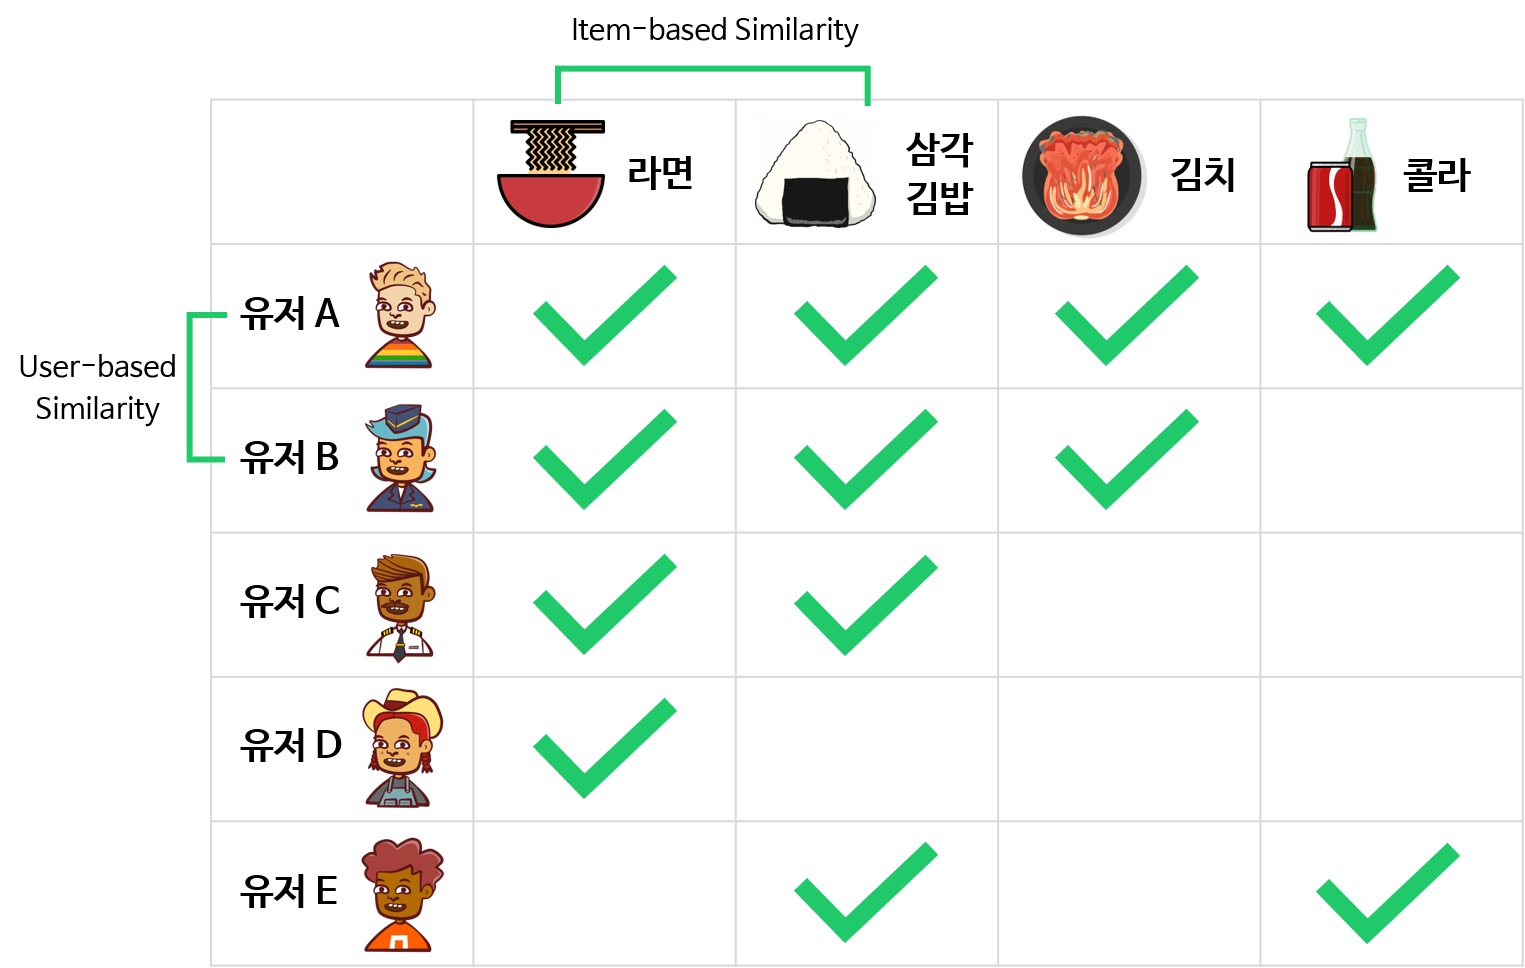 Item-based Similarity
라면
삼각
김밥
김치
콜라
유저 A
User-based
Similarity
유저 B
유저 C
유저 D
유저 E